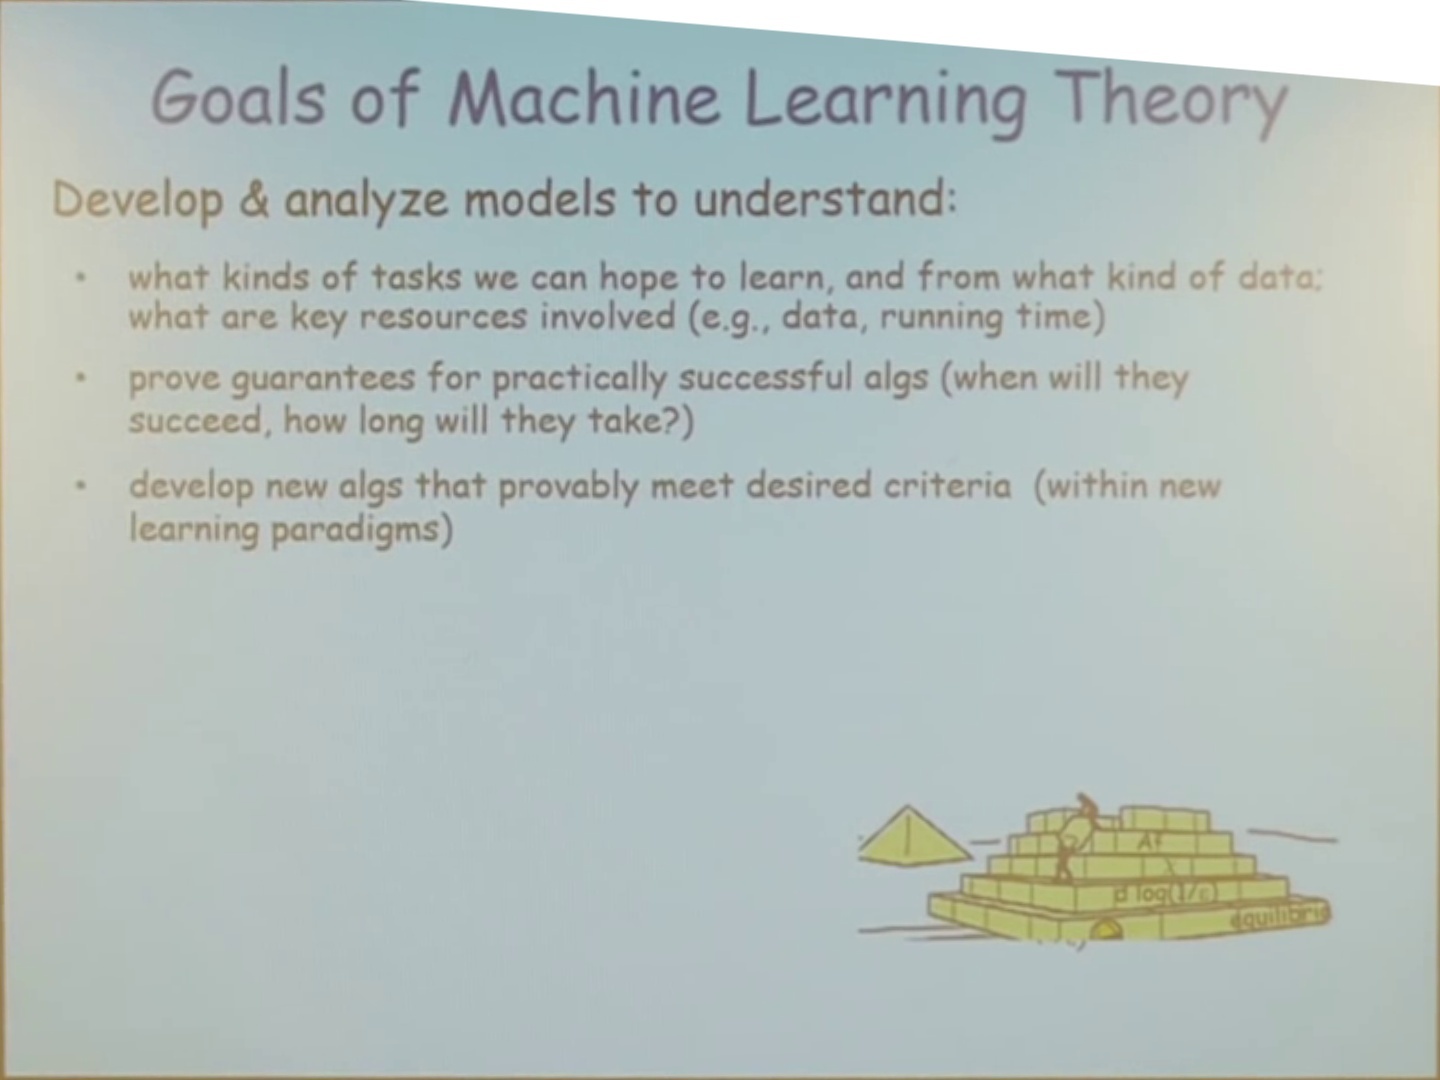 Goals of Machine Learning Theory
Develop & analyze models to understand:
• what kinds of tasks we can hope to learn, and from what kind of data;
what are key resources involved (e.g., data, running time)
• prove guarantees for practically successful algs (when will they
succeed, how long will they take?)
• develop new algs that provably meet desired criteria (within new
learning paradigms)
d log(1/ε)
equilibria